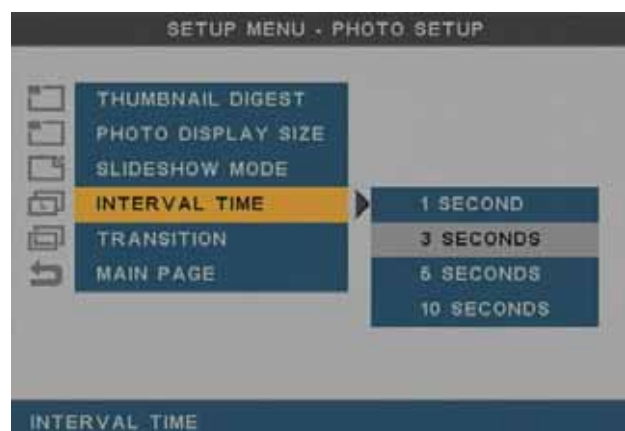 SETUP MENU - PHOTO SETUP
THUMBNAIL DIGEST
PHOTO DISPLAY SIZE
SLIDESHOW MODE
INTERVAL TIME
TRANSITION
MAIN PAGE
1 SECOND
3 SECONDS
5 SECONDS
10 SECONDS
INTERVAL TIME